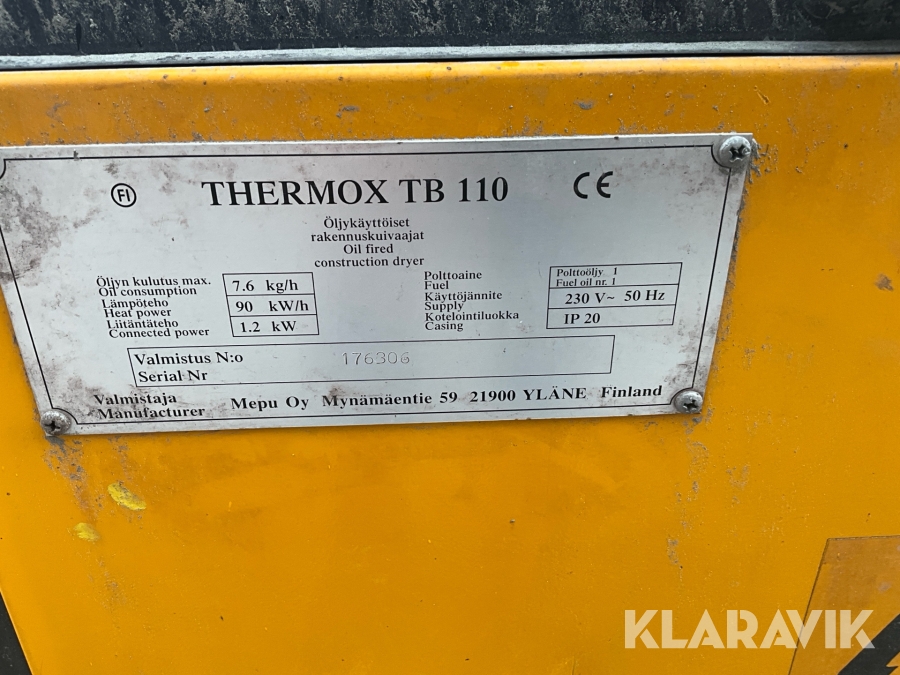 FI THERMOX TB 110 CE
Öljykäyttöiset
rakennuskuivaajat
Oil fired
construction dryer
Öljyn kulutus max. 7.6 kg/h
Oil consumption
Lämpöteho 90 kW/h
Heat power
Liitäntäteho 1.2 kW
Connected power
Polttoaine Polttoöljy 1
Fuel Fuel oil nr. 1
Käyttöjännite 230 V~ 50 Hz
Supply
Kotelointiluokka IP 20
Casing
Valmistus N:o 176306
Serial Nr
Valmistaja
Manufacturer Mepu Oy Mynämäentie 59 21900 YLÄNE Finland
KLARAVIK